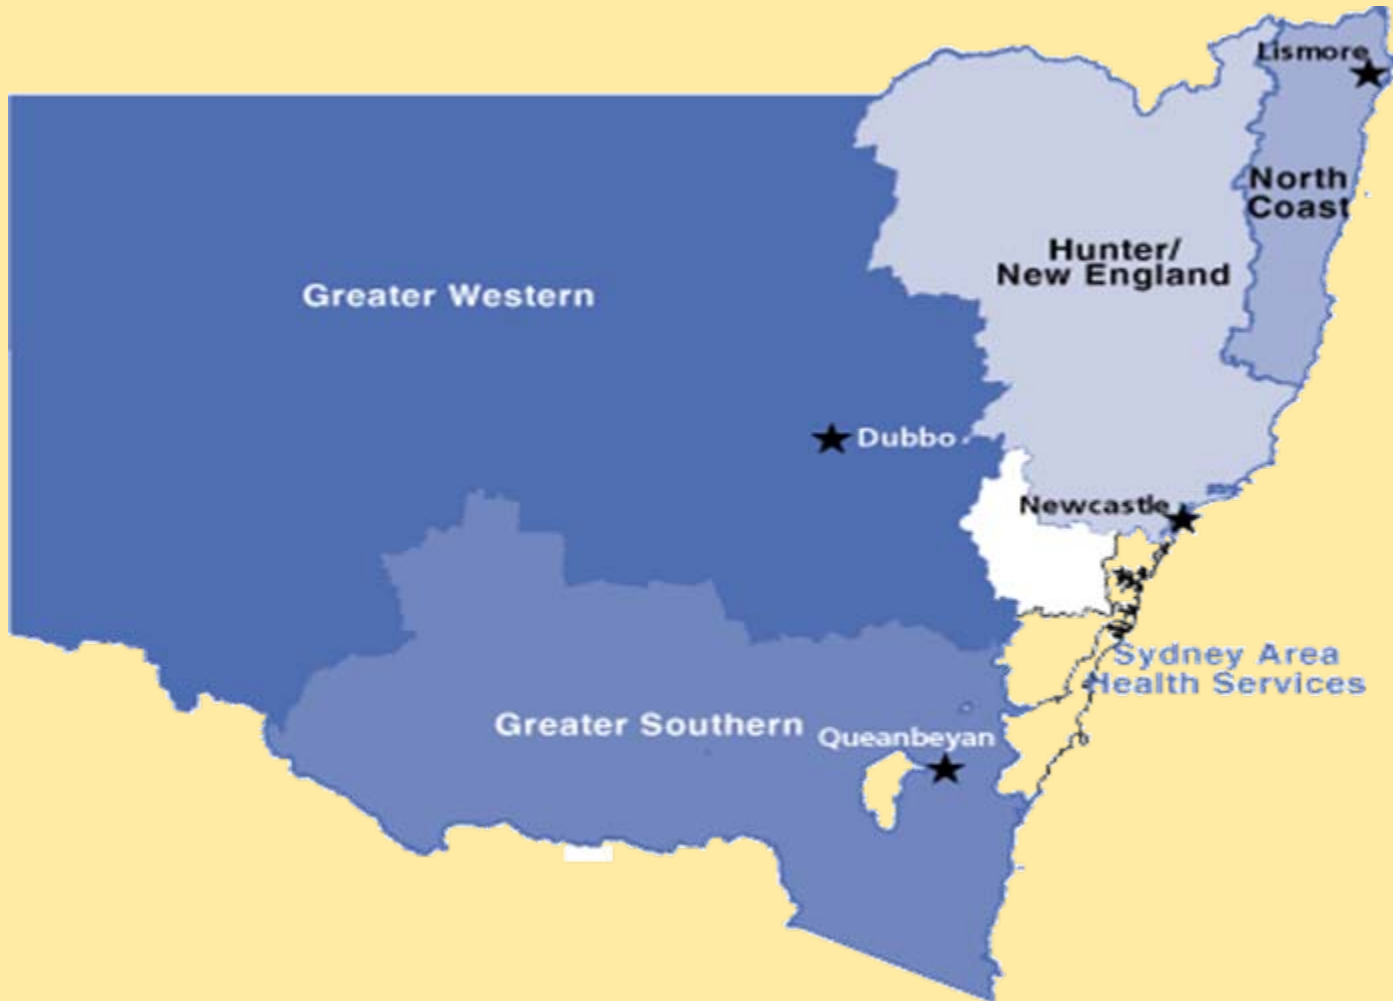 Lismore
North
Coast
Hunter/
New England
Greater Western
Dubbo
Newcastle
Sydney Area
Health Services
Greater Southern
Queanbeyan